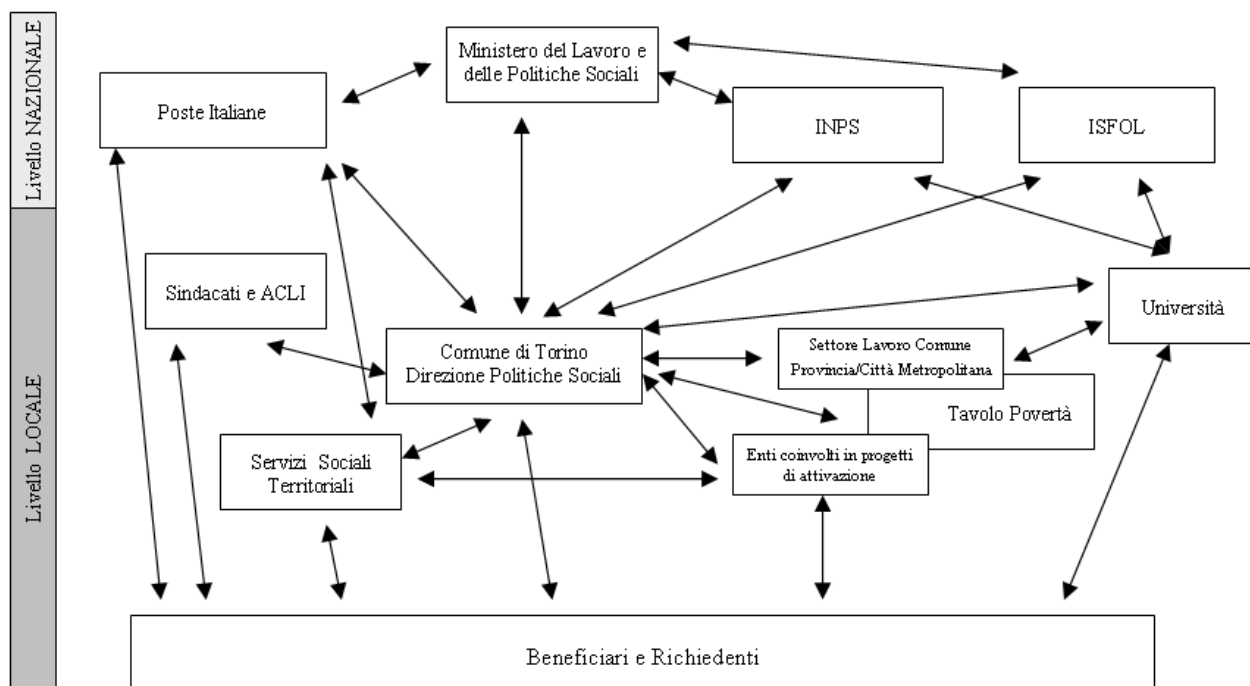 Livello NAZIONALE
Ministero del Lavoro e
delle Politiche Sociali
Poste Italiane
INPS
ISFOL
Livello LOCALE
Sindacati e ACLI
Università
Comune di Torino
Direzione Politiche Sociali
Settore Lavoro Comune
Provincia/Città Metropolitana
Tavolo Povertà
Servizi Sociali
Territoriali
Enti coinvolti in progetti
di attivazione
Beneficiari e Richiedenti